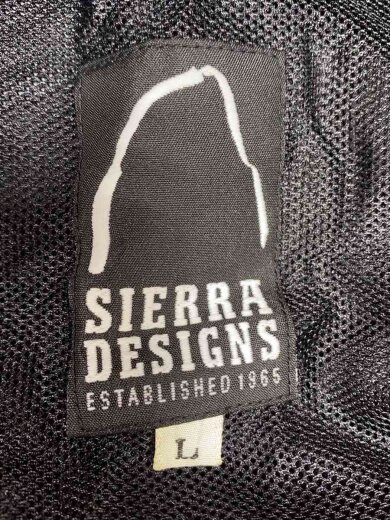 SIERRA
DESIGNS
ESTABLISHED 1965
L